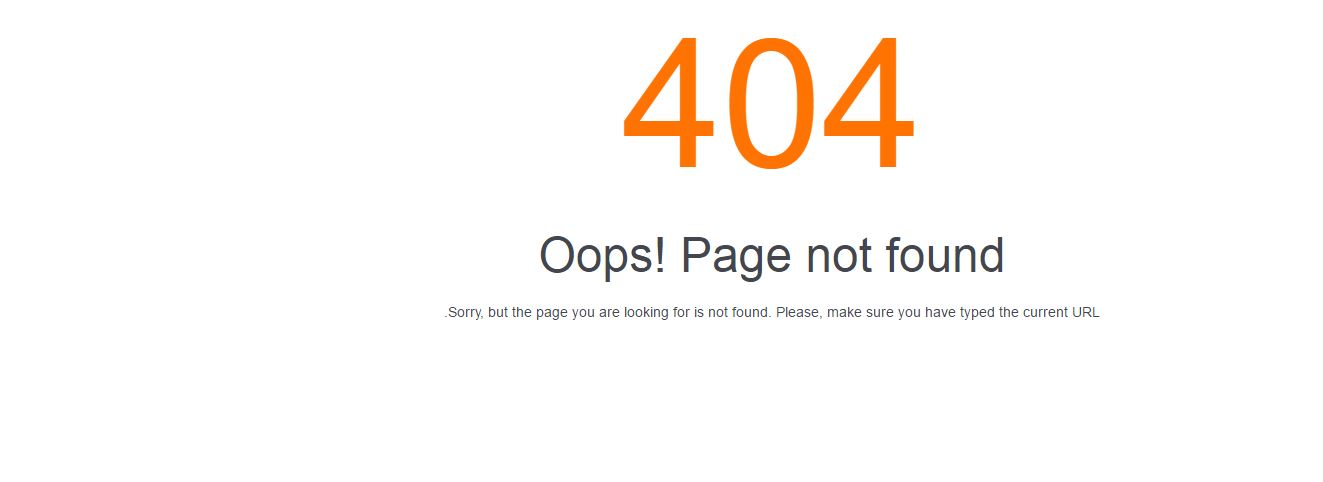 404
Oops! Page not found
.Sorry, but the page you are looking for is not found. Please, make sure you have typed the current URL